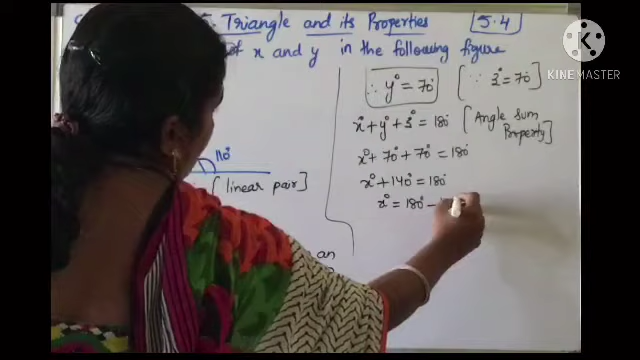 Triangle and its Properties 5.4
of x and y in the following figure
∴ y° = 70° [∵ z° = 70°]
x° + y° + z° = 180° [Angle Sum Property]
110°
x° + 70° + 70° = 180°
[linear pair]
x° + 140° = 180°
x° = 180° −
an
KINEMASTER